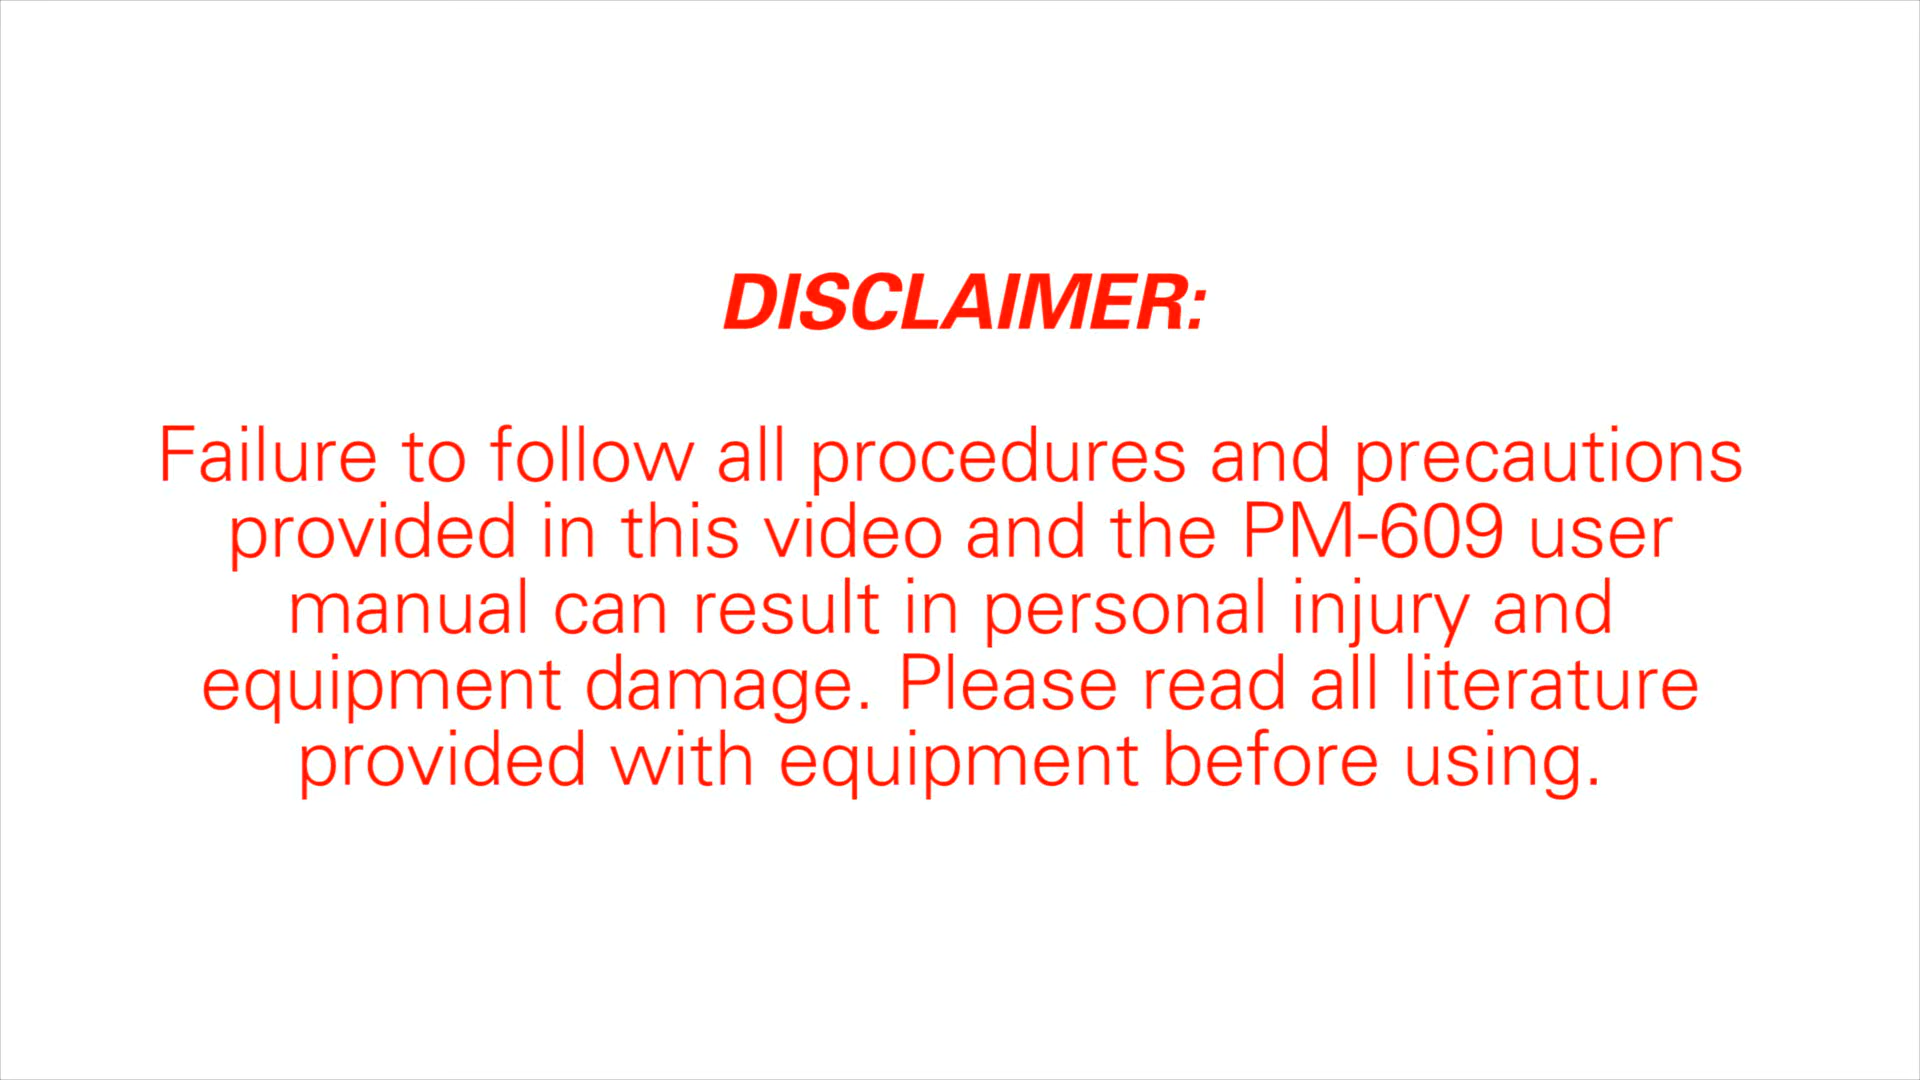 DISCLAIMER:
Failure to follow all procedures and precautions
provided in this video and the PM-609 user
manual can result in personal injury and
equipment damage. Please read all literature
provided with equipment before using.